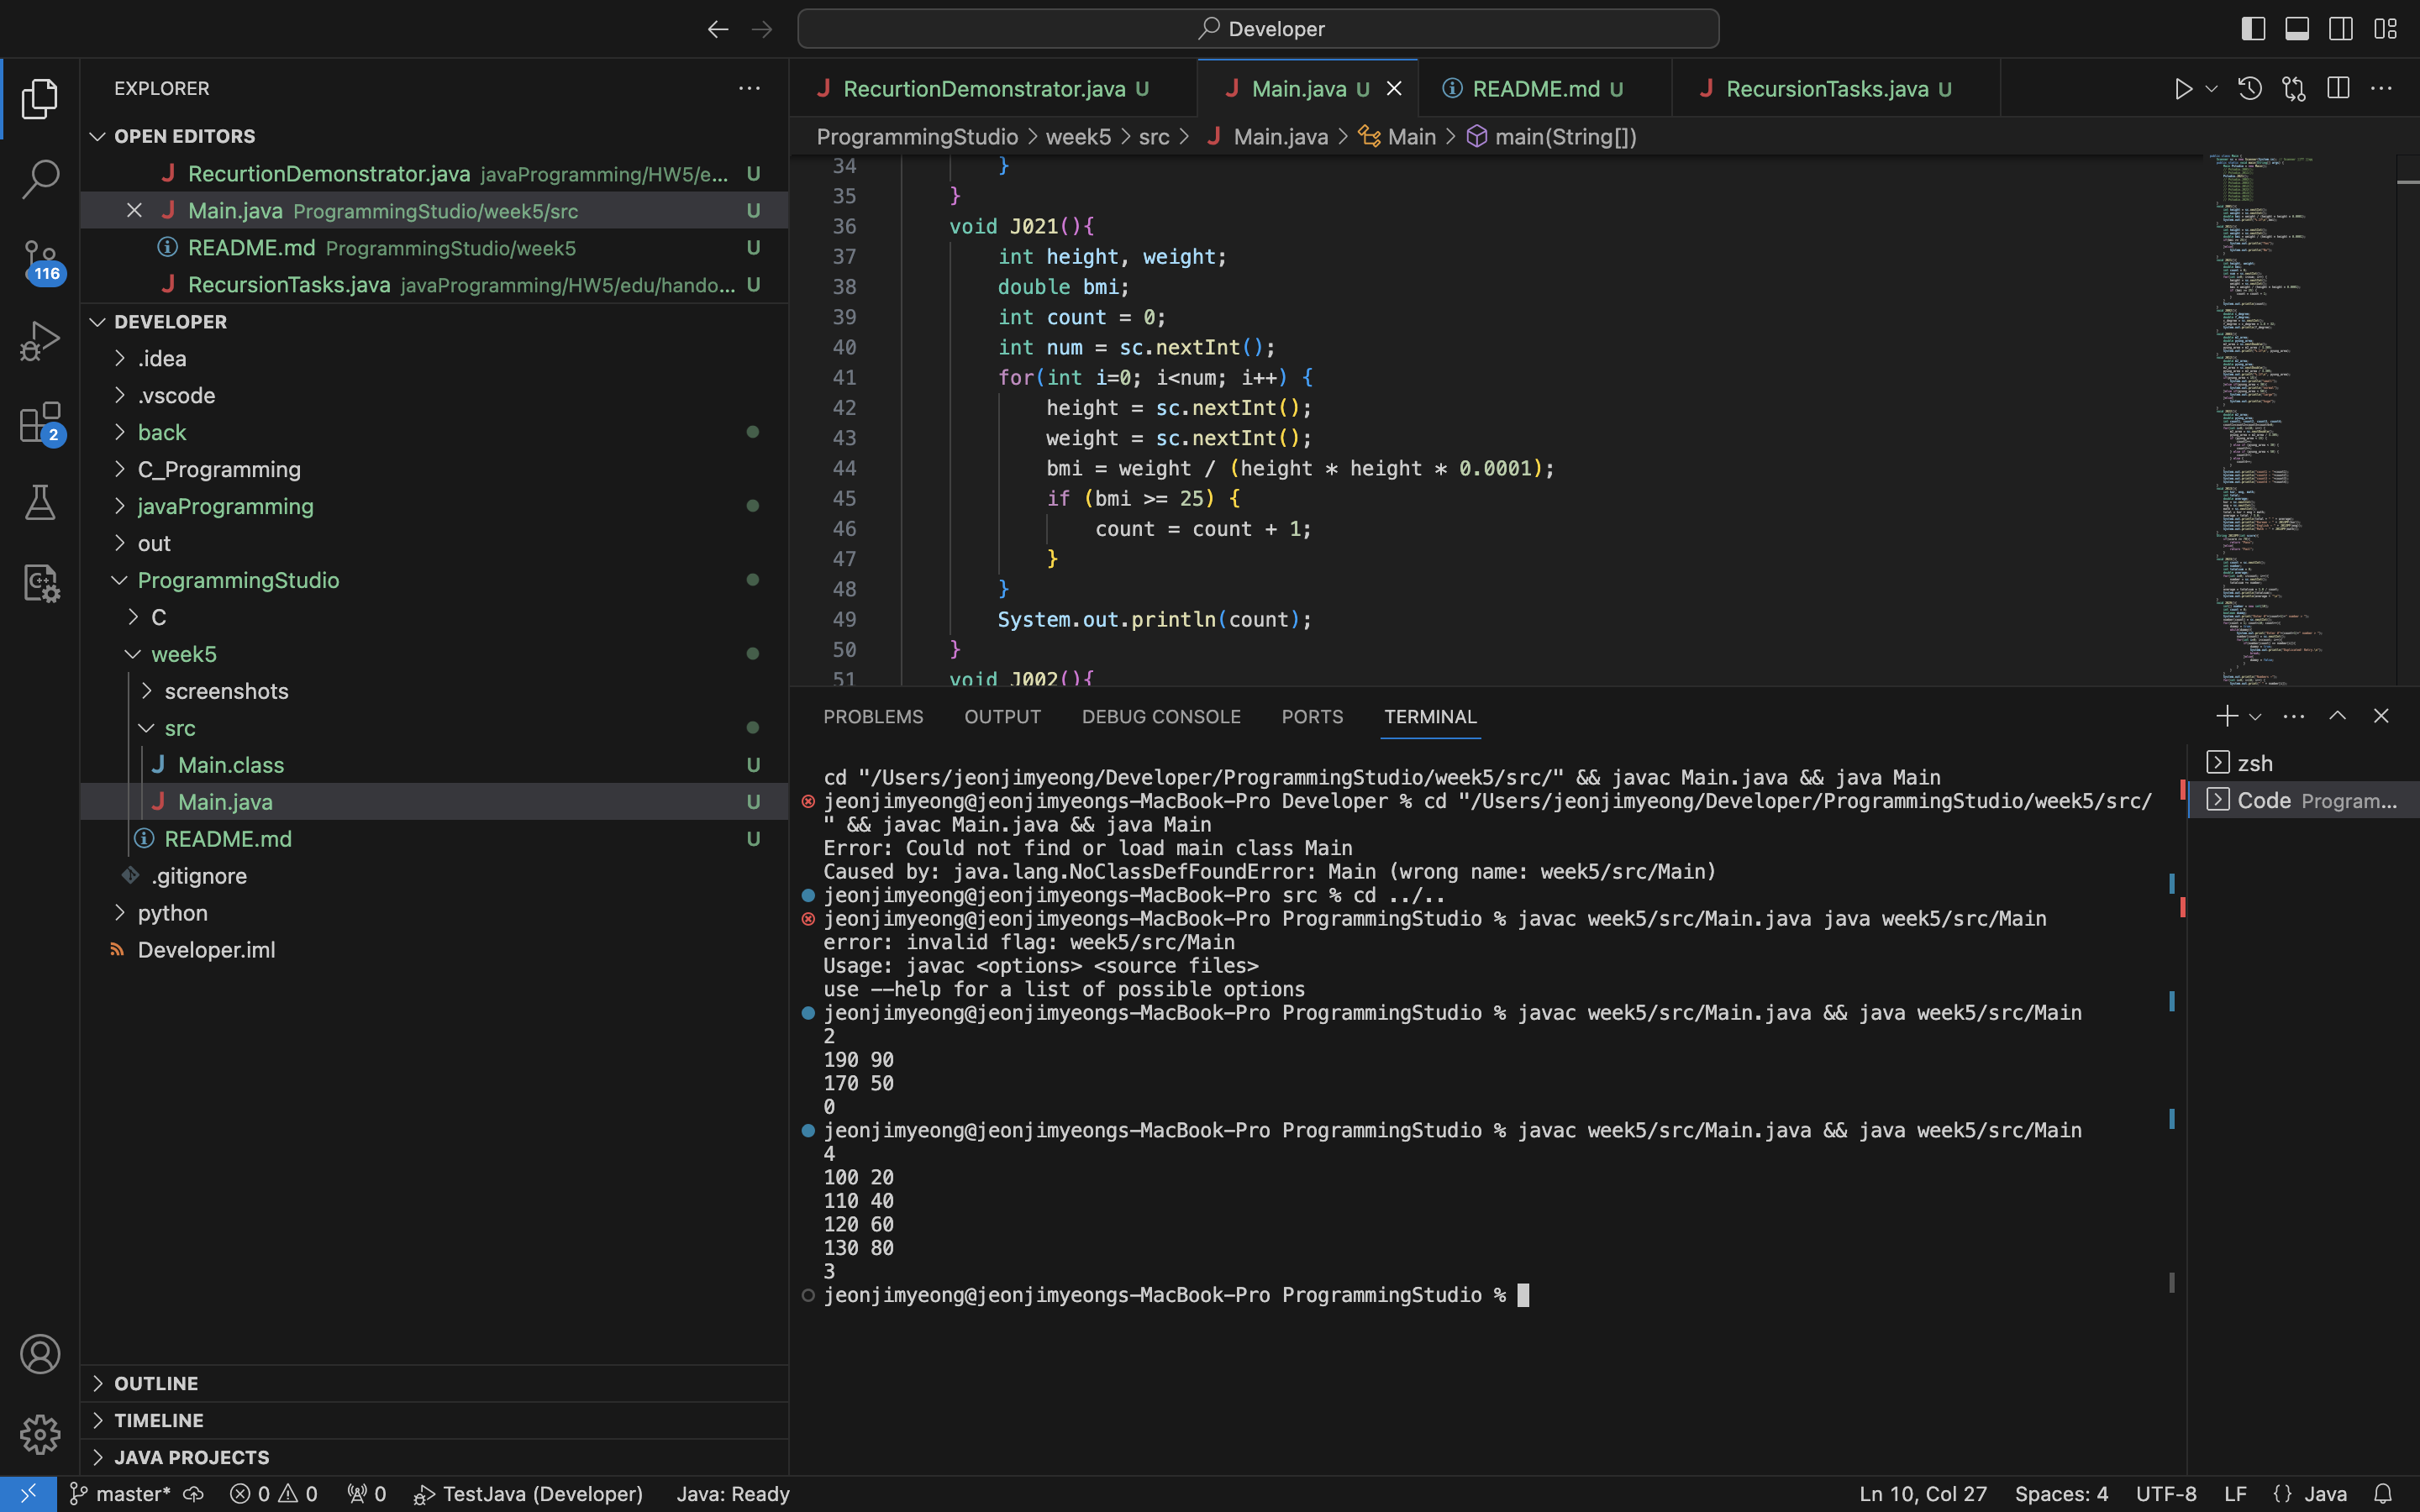 Developer
EXPLORER
OPEN EDITORS
RecurtionDemonstrator.java javaProgramming/HW5/e... U
Main.java ProgrammingStudio/week5/src U
README.md ProgrammingStudio/week5 U
RecursionTasks.java javaProgramming/HW5/edu/hando... U
DEVELOPER
.idea
.vscode
back
C_Programming
javaProgramming
out
ProgrammingStudio
C
week5
screenshots
src
Main.class U
Main.java U
README.md U
.gitignore
python
Developer.iml
OUTLINE
TIMELINE
JAVA PROJECTS
116
2
RecurtionDemonstrator.java U
Main.java U
README.md U
RecursionTasks.java U
ProgrammingStudio > week5 > src > Main.java > Main > main(String[])
34 }
35 }
36 void J021(){
37 int height, weight;
38 double bmi;
39 int count = 0;
40 int num = sc.nextInt();
41 for(int i=0; i<num; i++) {
42 height = sc.nextInt();
43 weight = sc.nextInt();
44 bmi = weight / (height * height * 0.0001);
45 if (bmi >= 25) {
46 count = count + 1;
47 }
48 }
49 System.out.println(count);
50 }
51 void J002(){
PROBLEMS OUTPUT DEBUG CONSOLE PORTS TERMINAL
cd "/Users/jeonjimyeong/Developer/ProgrammingStudio/week5/src/" && javac Main.java && java Main
jeonjimyeong@jeonjimyeongs-MacBook-Pro Developer % cd "/Users/jeonjimyeong/Developer/ProgrammingStudio/week5/src/
" && javac Main.java && java Main
Error: Could not find or load main class Main
Caused by: java.lang.NoClassDefFoundError: Main (wrong name: week5/src/Main)
jeonjimyeong@jeonjimyeongs-MacBook-Pro src % cd ../..
jeonjimyeong@jeonjimyeongs-MacBook-Pro ProgrammingStudio % javac week5/src/Main.java java week5/src/Main
error: invalid flag: week5/src/Main
Usage: javac <options> <source files>
use --help for a list of possible options
jeonjimyeong@jeonjimyeongs-MacBook-Pro ProgrammingStudio % javac week5/src/Main.java && java week5/src/Main
2
190 90
170 50
0
jeonjimyeong@jeonjimyeongs-MacBook-Pro ProgrammingStudio % javac week5/src/Main.java && java week5/src/Main
4
100 20
110 40
120 60
130 80
3
jeonjimyeong@jeonjimyeongs-MacBook-Pro ProgrammingStudio %
zsh
Code Program...
master* 0 0 0 TestJava (Developer) Java: Ready
Ln 10, Col 27 Spaces: 4 UTF-8 LF {} Java